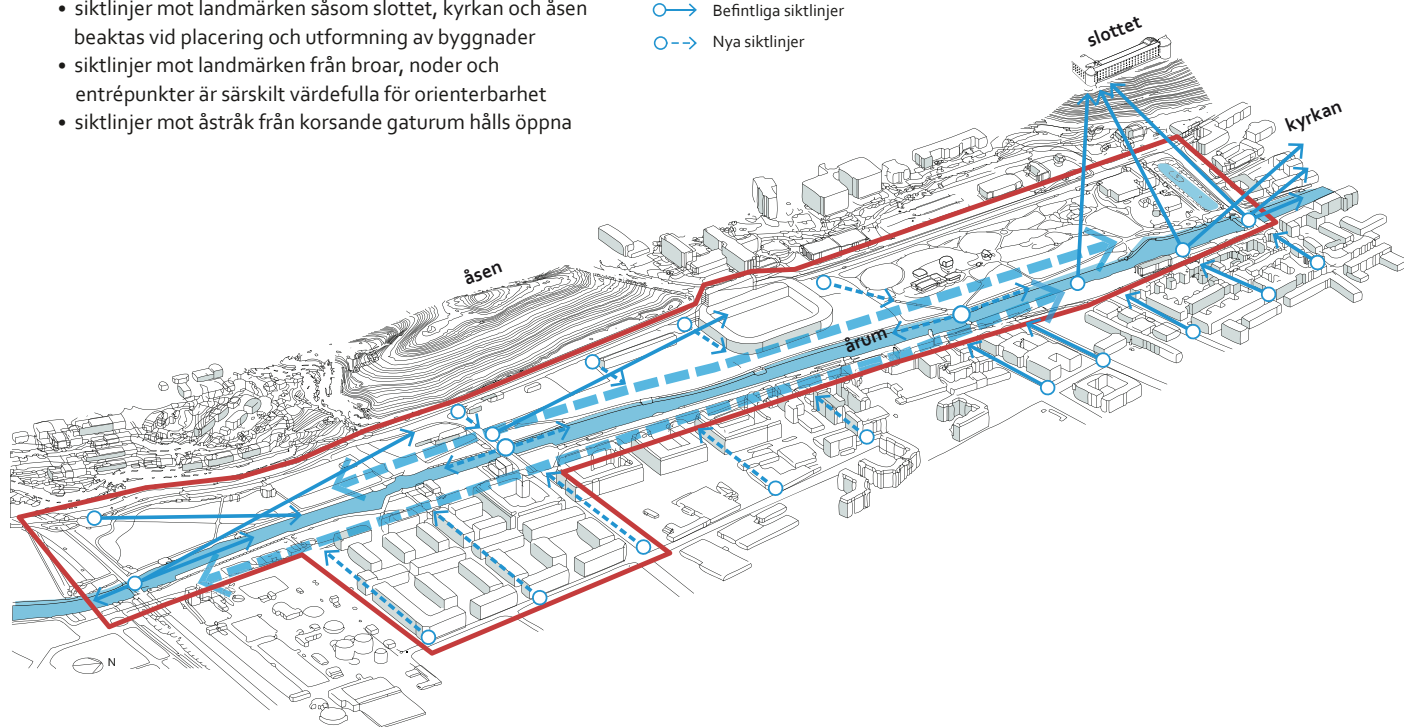 • siktlinjer mot landmärken såsom slottet, kyrkan och åsen
beaktas vid placering och utformning av byggnader
• siktlinjer mot landmärken från broar, noder och
entrépunkter är särskilt värdefulla för orienterbarhet
• siktlinjer mot åstråk från korsande gaturum hålls öppna
Befintliga siktlinjer
Nya siktlinjer
slottet
kyrkan
åsen
årum
N